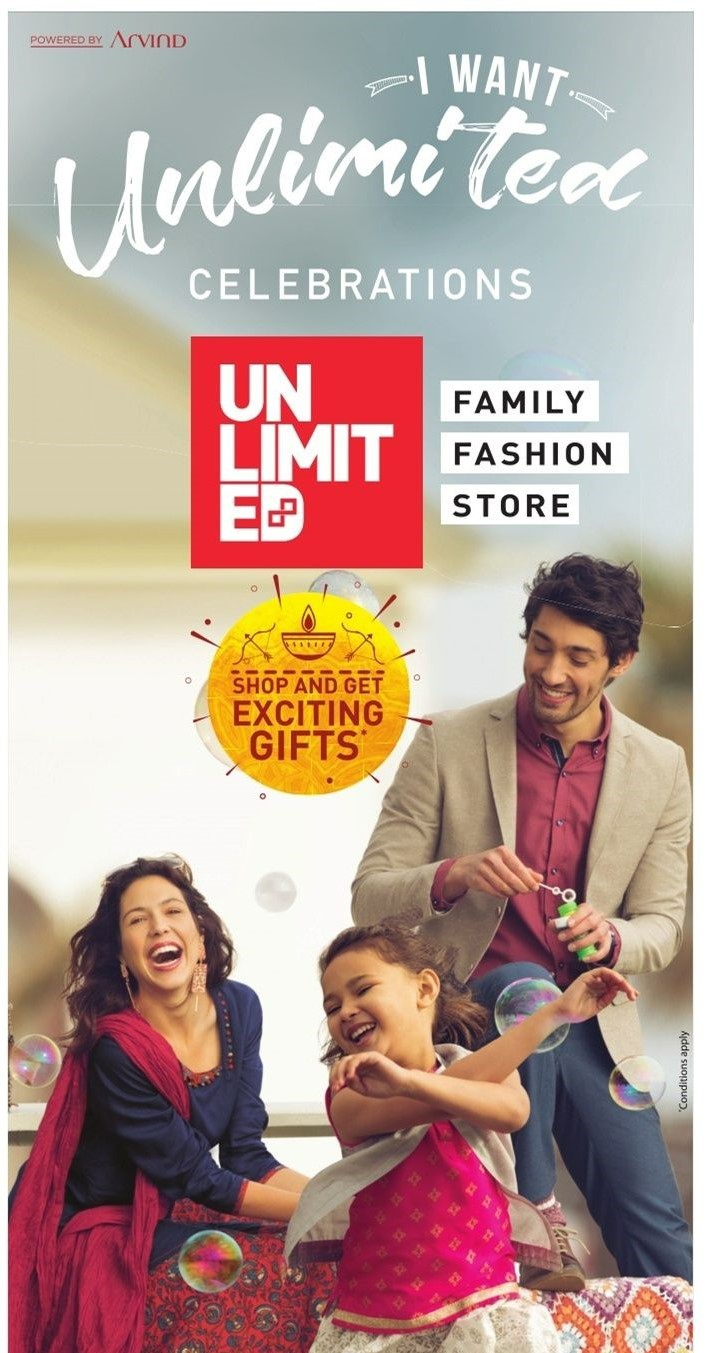 POWERED BY Arvind
I WANT
Unlimited
CELEBRATIONS
UN
LIMIT
ED
FAMILY
FASHION
STORE
SHOP AND GET
EXCITING
GIFTS*
*Conditions apply